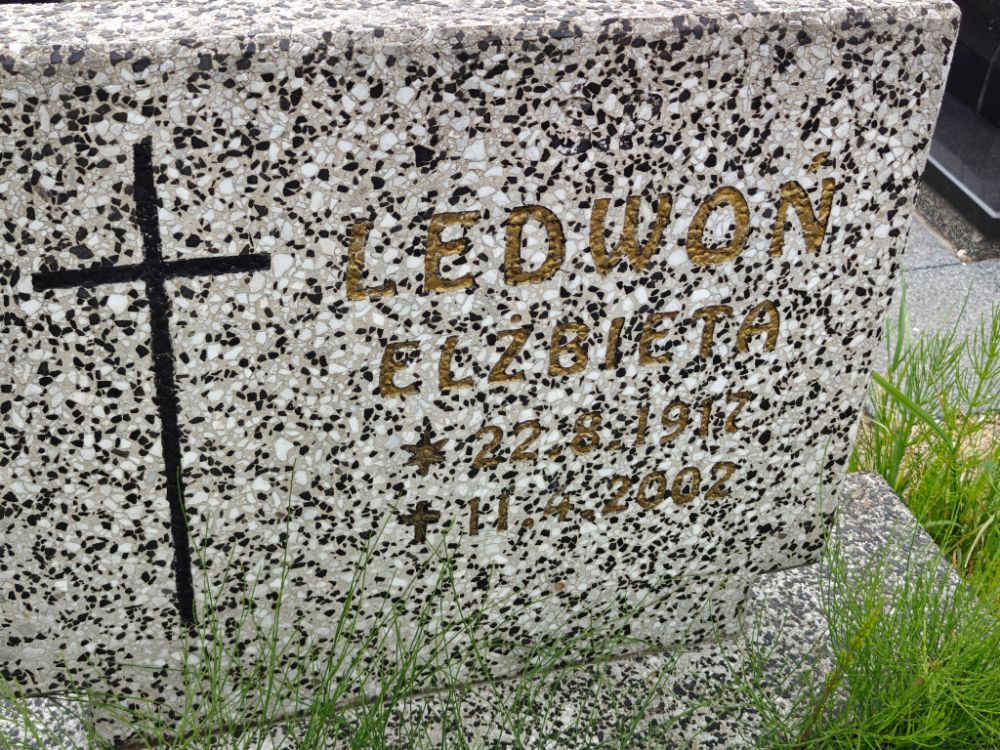 LEDWOŃ
ELŻBIETA
* 22.8.1917
✝ 11.4.2002